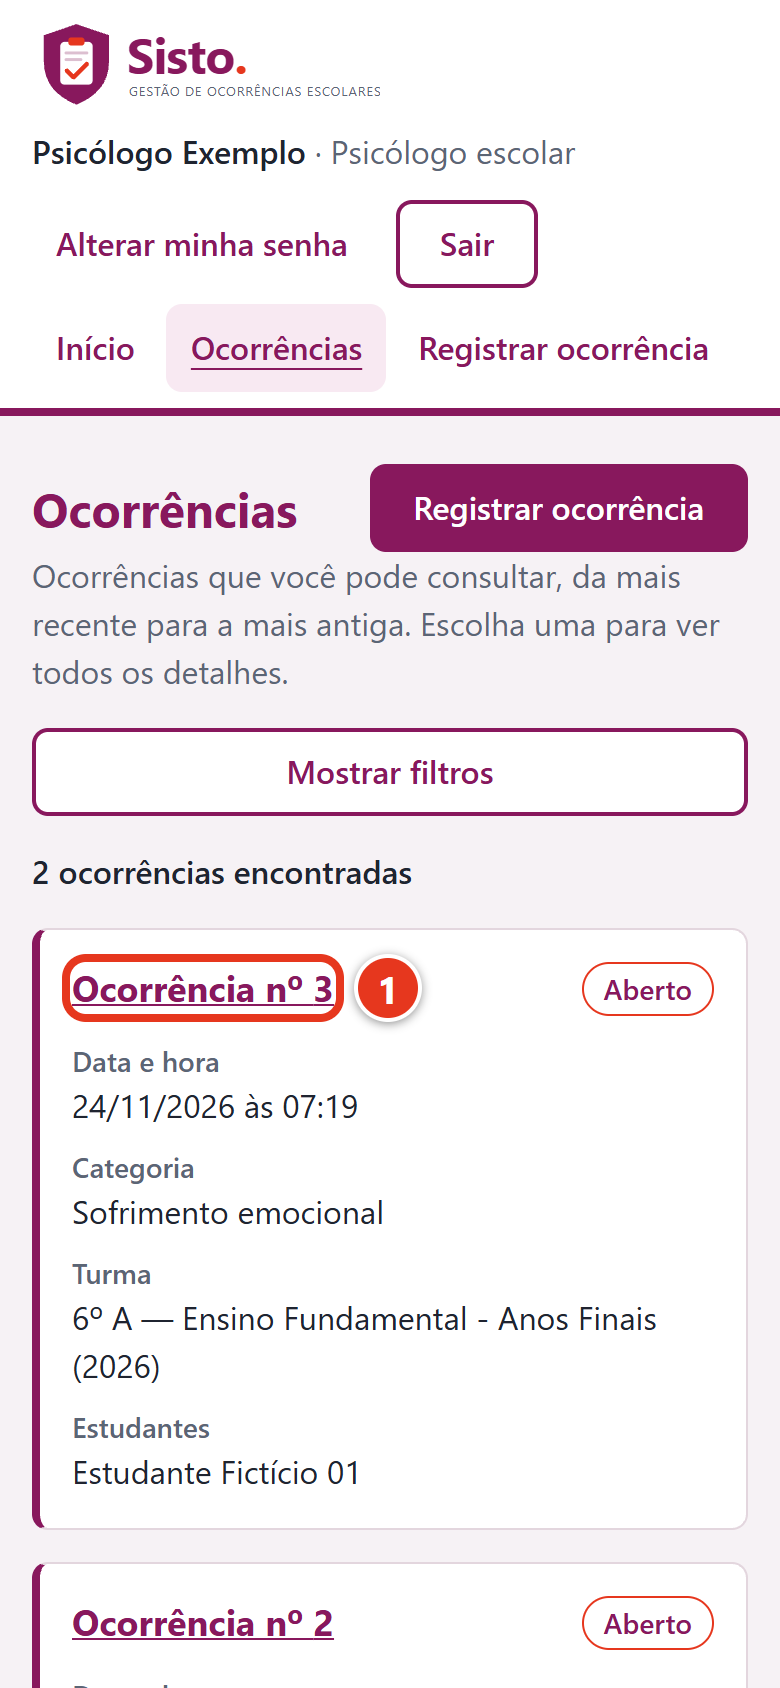 Sisto.
GESTÃO DE OCORRÊNCIAS ESCOLARES
Psicólogo Exemplo · Psicólogo escolar
Alterar minha senha
Sair
Início
Ocorrências
Registrar ocorrência
Ocorrências
Registrar ocorrência
Ocorrências que você pode consultar, da mais
recente para a mais antiga. Escolha uma para ver
todos os detalhes.
Mostrar filtros
2 ocorrências encontradas
Ocorrência nº 3
1
Aberto
Data e hora
24/11/2026 às 07:19
Categoria
Sofrimento emocional
Turma
6º A — Ensino Fundamental - Anos Finais
(2026)
Estudantes
Estudante Fictício 01
Ocorrência nº 2
Aberto